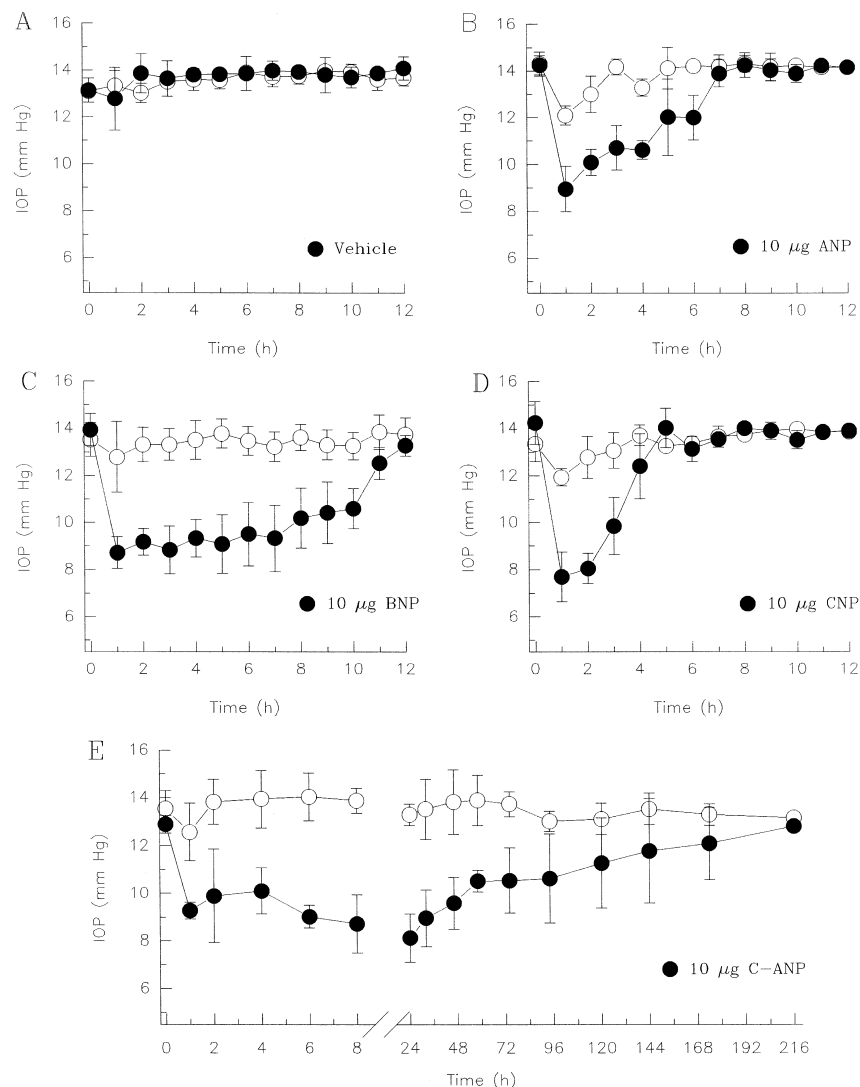 A
16
14
12
10
8
6
IOP (mm Hg)
● Vehicle
0 2 4 6 8 10 12
Time (h)
B
16
14
12
10
8
6
IOP (mm Hg)
● 10 µg ANP
0 2 4 6 8 10 12
Time (h)
C
16
14
12
10
8
6
IOP (mm Hg)
● 10 µg BNP
0 2 4 6 8 10 12
Time (h)
D
16
14
12
10
8
6
IOP (mm Hg)
● 10 µg CNP
0 2 4 6 8 10 12
Time (h)
E
16
14
12
10
8
6
IOP (mm Hg)
● 10 µg C-ANP
0 2 4 6 8 24 48 72 96 120 144 168 192 216
Time (h)